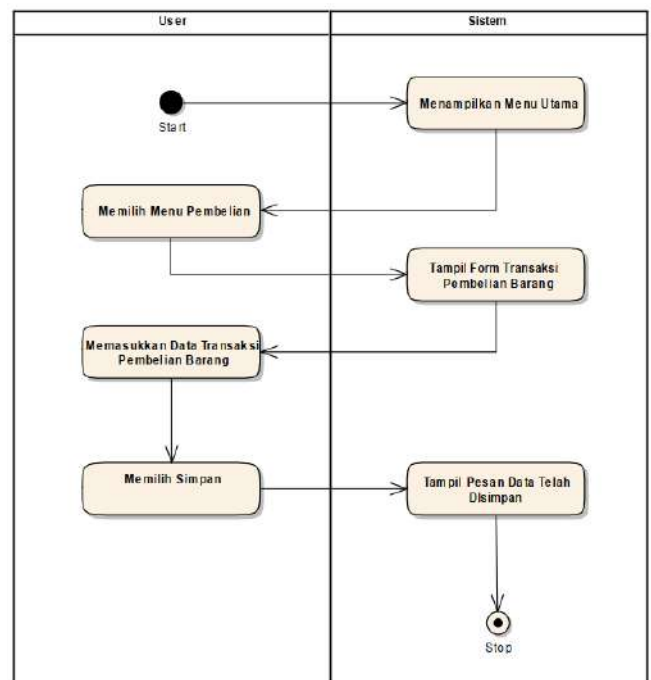 User
Sistem
Start
Menampilkan Menu Utama
Memilih Menu Pembelian
Tampil Form Transaksi
Pembelian Barang
Memasukkan Data Transaksi
Pembelian Barang
Memilih Simpan
Tampil Pesan Data Telah
Disimpan
Stop